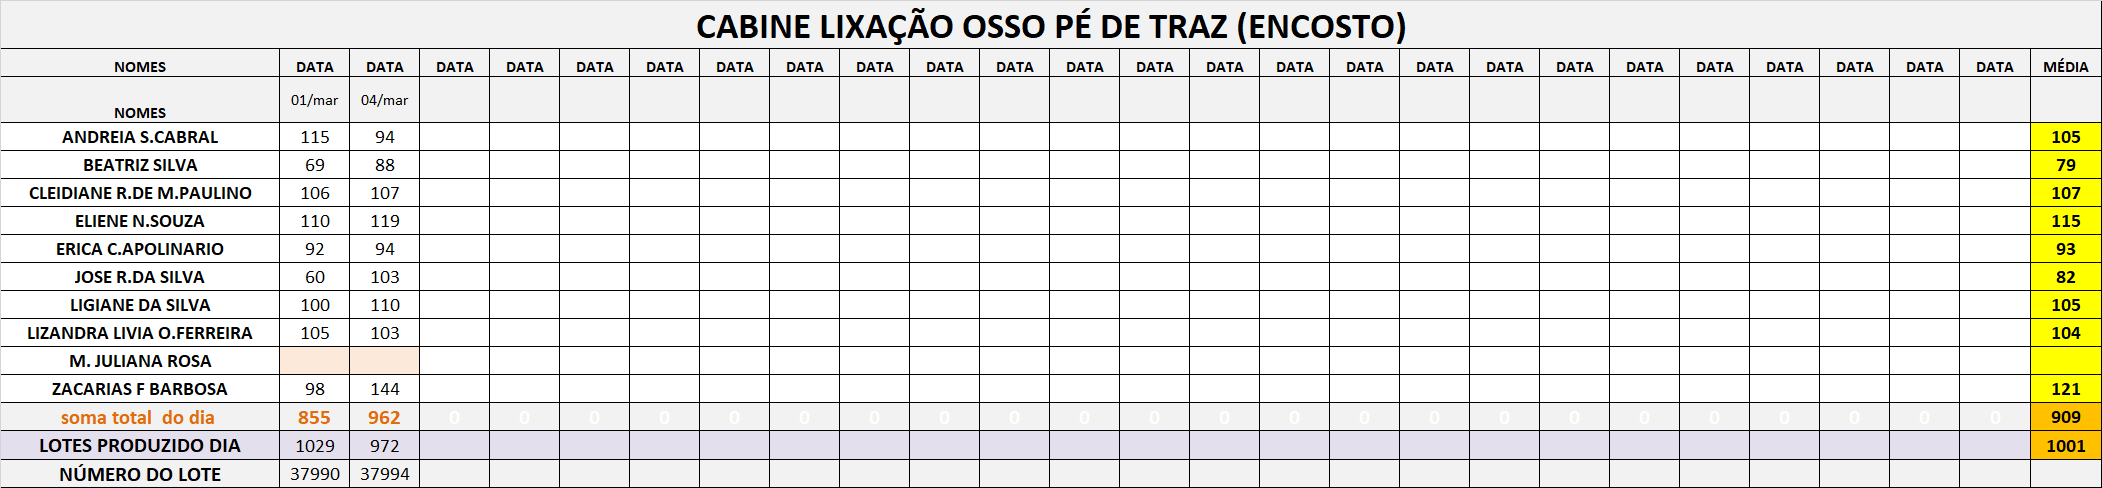 CABINE LIXAÇÃO OSSO PÉ DE TRAZ (ENCOSTO)
NOMES DATA DATA DATA DATA DATA DATA DATA DATA DATA DATA DATA DATA DATA DATA DATA DATA DATA DATA DATA DATA DATA DATA DATA DATA DATA MÉDIA
NOMES 01/mar 04/mar
ANDREIA S.CABRAL 115 94 105
BEATRIZ SILVA 69 88 79
CLEIDIANE R.DE M.PAULINO 106 107 107
ELIENE N.SOUZA 110 119 115
ERICA C.APOLINARIO 92 94 93
JOSE R.DA SILVA 60 103 82
LIGIANE DA SILVA 100 110 105
LIZANDRA LIVIA O.FERREIRA 105 103 104
M. JULIANA ROSA
ZACARIAS F BARBOSA 98 144 121
soma total do dia 855 962 0 0 0 0 0 0 0 0 0 0 0 0 0 0 0 0 0 0 0 0 0 0 0 909
LOTES PRODUZIDO DIA 1029 972 1001
NÚMERO DO LOTE 37990 37994